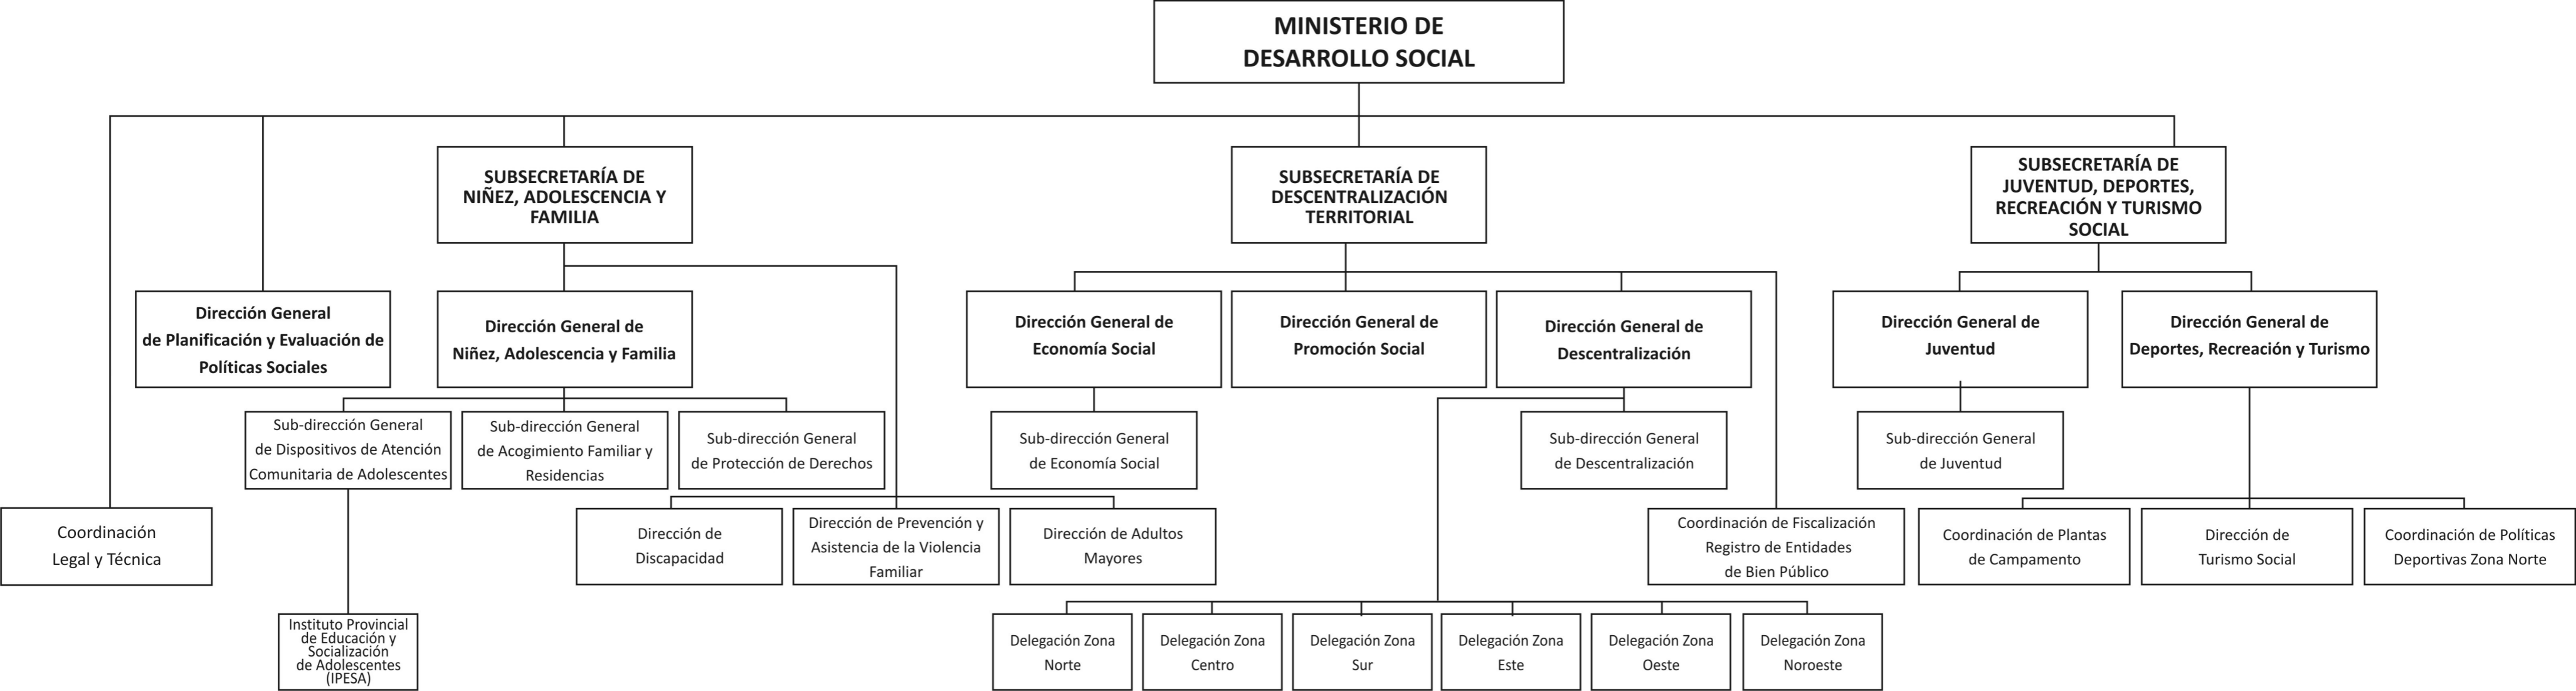 MINISTERIO DE
DESARROLLO SOCIAL
SUBSECRETARÍA DE
NIÑEZ, ADOLESCENCIA Y
FAMILIA
SUBSECRETARÍA DE
DESCENTRALIZACIÓN
TERRITORIAL
SUBSECRETARÍA DE
JUVENTUD, DEPORTES,
RECREACIÓN Y TURISMO
SOCIAL
Dirección General
de Planificación y Evaluación de
Políticas Sociales
Dirección General de
Niñez, Adolescencia y Familia
Dirección General de
Economía Social
Dirección General de
Promoción Social
Dirección General de
Descentralización
Dirección General de
Juventud
Dirección General de
Deportes, Recreación y Turismo
Sub-dirección General
de Dispositivos de Atención
Comunitaria de Adolescentes
Sub-dirección General
de Acogimiento Familiar y
Residencias
Sub-dirección General
de Protección de Derechos
Sub-dirección General
de Economía Social
Sub-dirección General
de Descentralización
Sub-dirección General
de Juventud
Coordinación
Legal y Técnica
Dirección de
Discapacidad
Dirección de Prevención y
Asistencia de la Violencia
Familiar
Dirección de Adultos
Mayores
Coordinación de Fiscalización
Registro de Entidades
de Bien Público
Coordinación de Plantas
de Campamento
Dirección de
Turismo Social
Coordinación de Políticas
Deportivas Zona Norte
Instituto Provincial
de Educación y
Socialización
de Adolescentes
(IPESA)
Delegación Zona
Norte
Delegación Zona
Centro
Delegación Zona
Sur
Delegación Zona
Este
Delegación Zona
Oeste
Delegación Zona
Noroeste